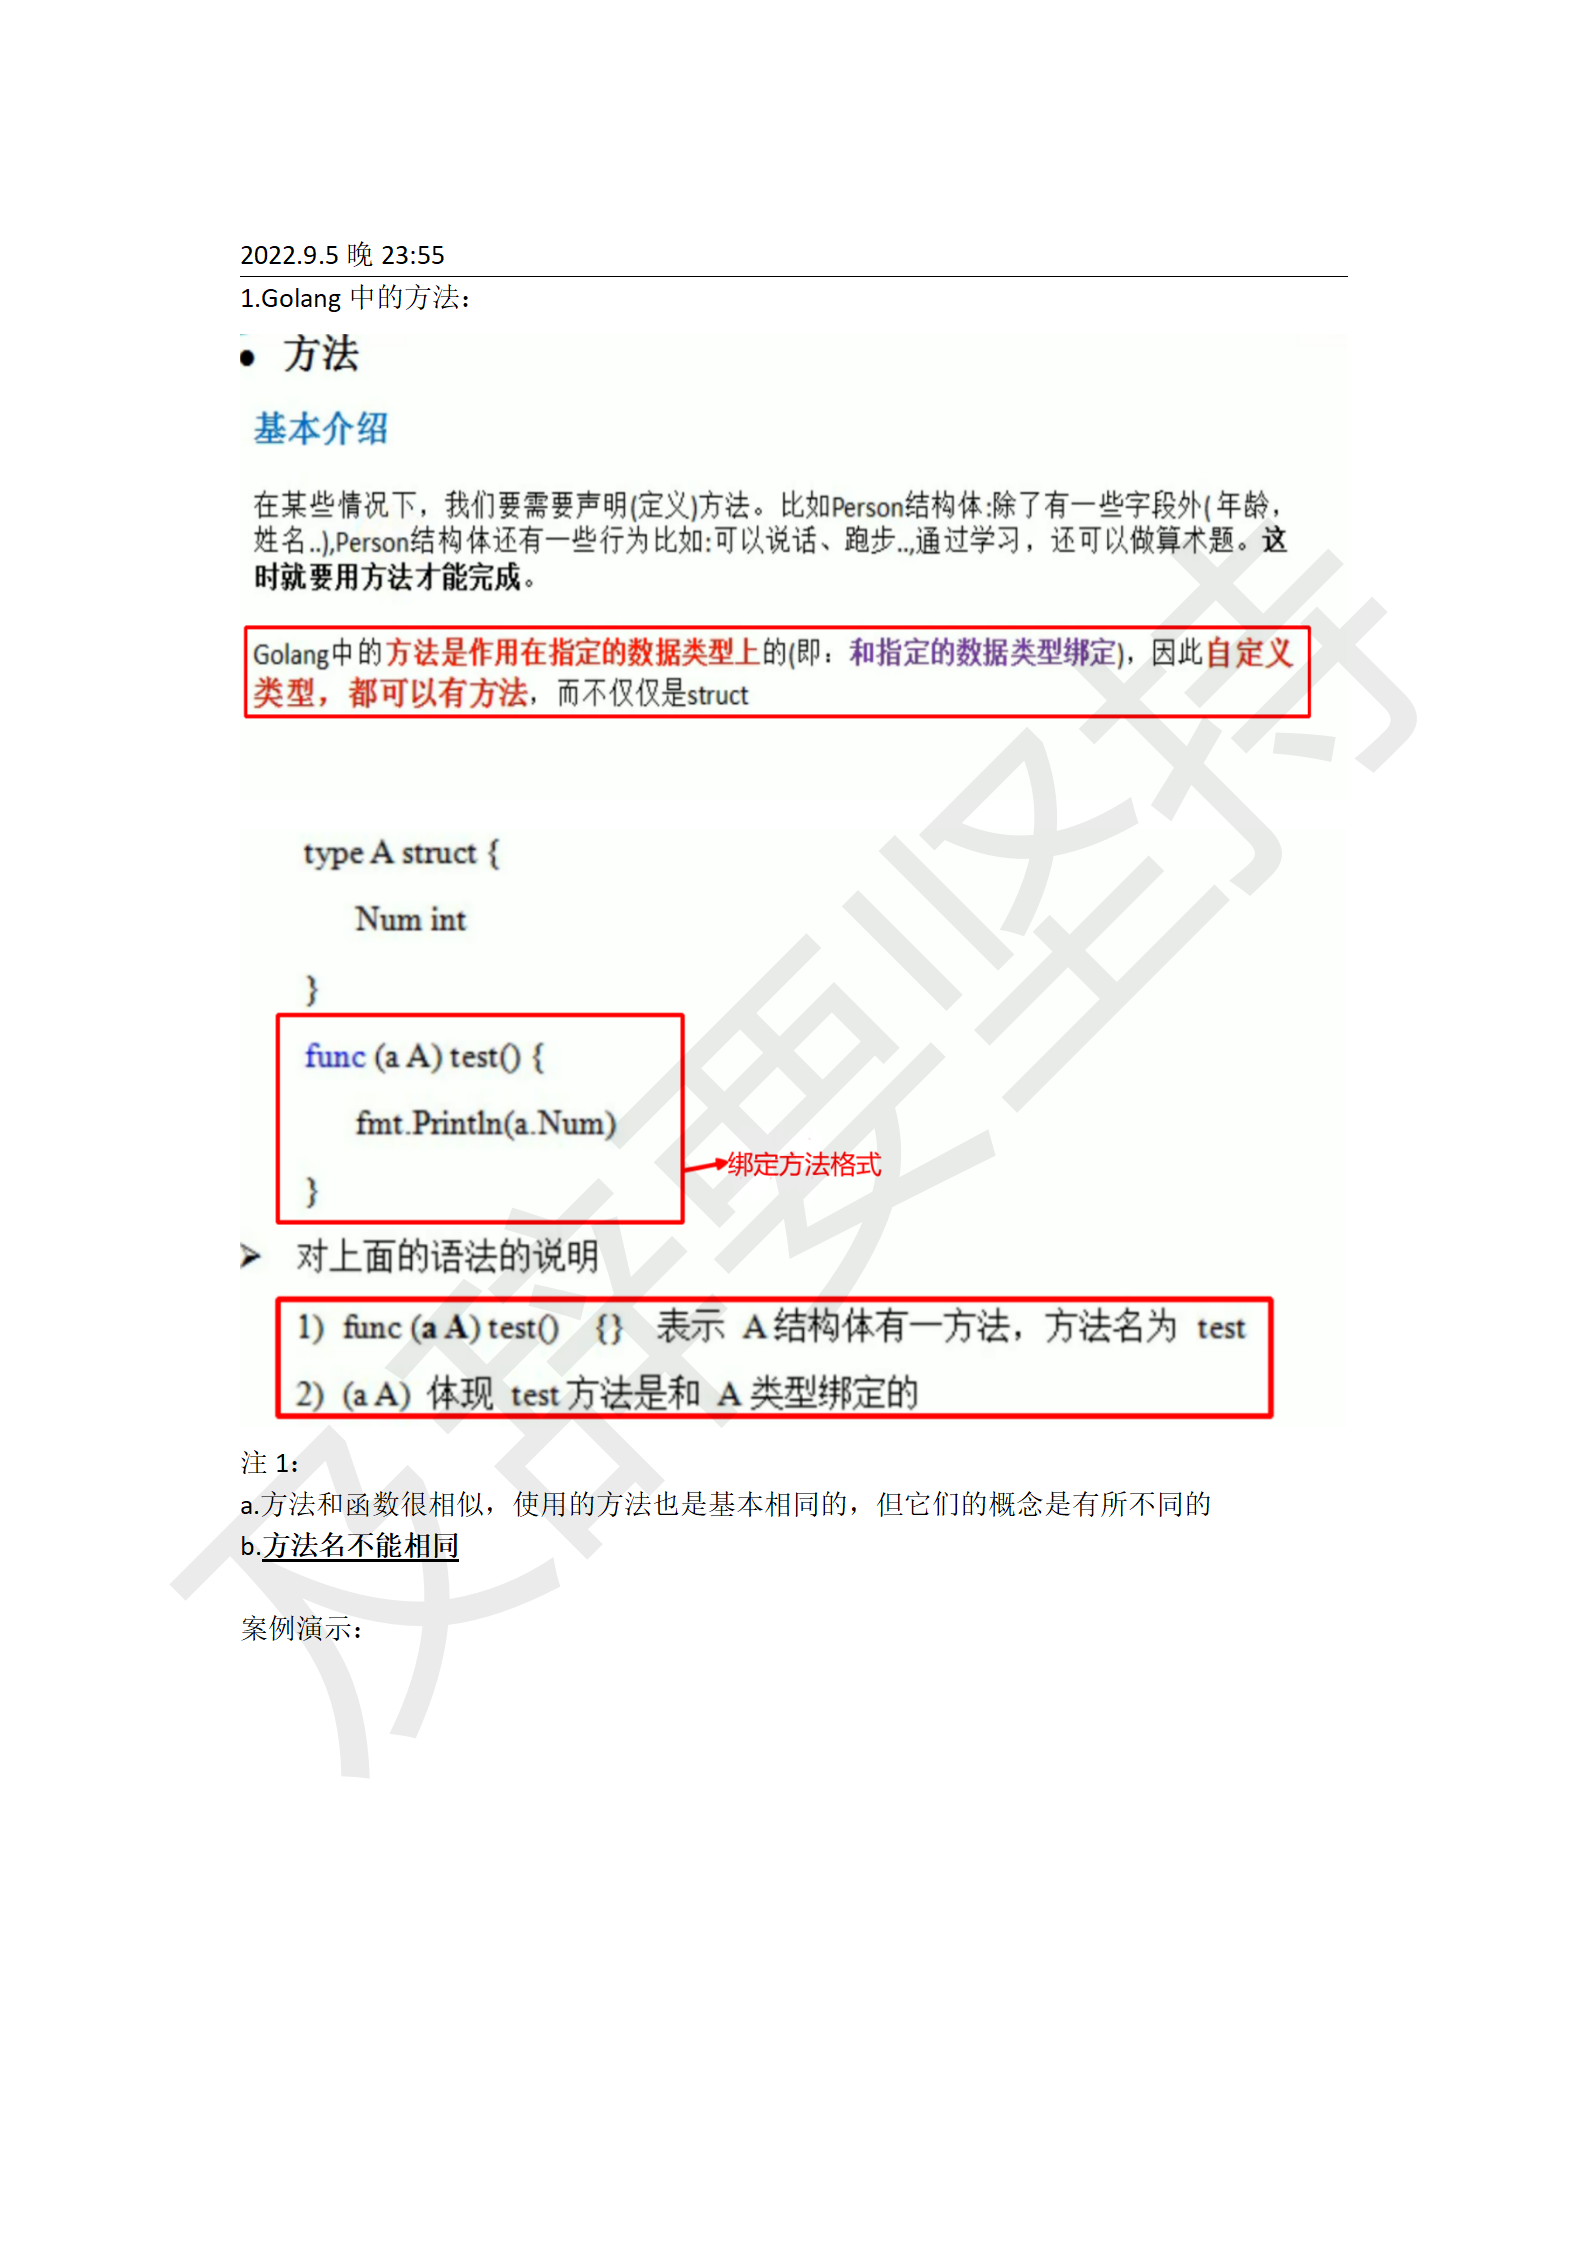 2022.9.5 晚 23:55
1.Golang 中的方法：
● 方法
基本介绍
在某些情况下，我们要需要声明(定义)方法。比如Person结构体:除了有一些字段外( 年龄，
姓名..),Person结构体还有一些行为比如:可以说话、跑步..,通过学习，还可以做算术题。这
时就要用方法才能完成。
Golang中的方法是作用在指定的数据类型上的(即：和指定的数据类型绑定)，因此自定义
类型，都可以有方法，而不仅仅是struct
type A struct {
Num int
}
func (a A) test() {
fmt.Println(a.Num)
}
绑定方法格式
➢ 对上面的语法的说明
1) func (a A) test() {} 表示 A 结构体有一方法，方法名为 test
2) (a A) 体现 test 方法是和 A 类型绑定的
注 1：
a.方法和函数很相似，使用的方法也是基本相同的，但它们的概念是有所不同的
b.方法名不能相同
案例演示：
及辞要坚持